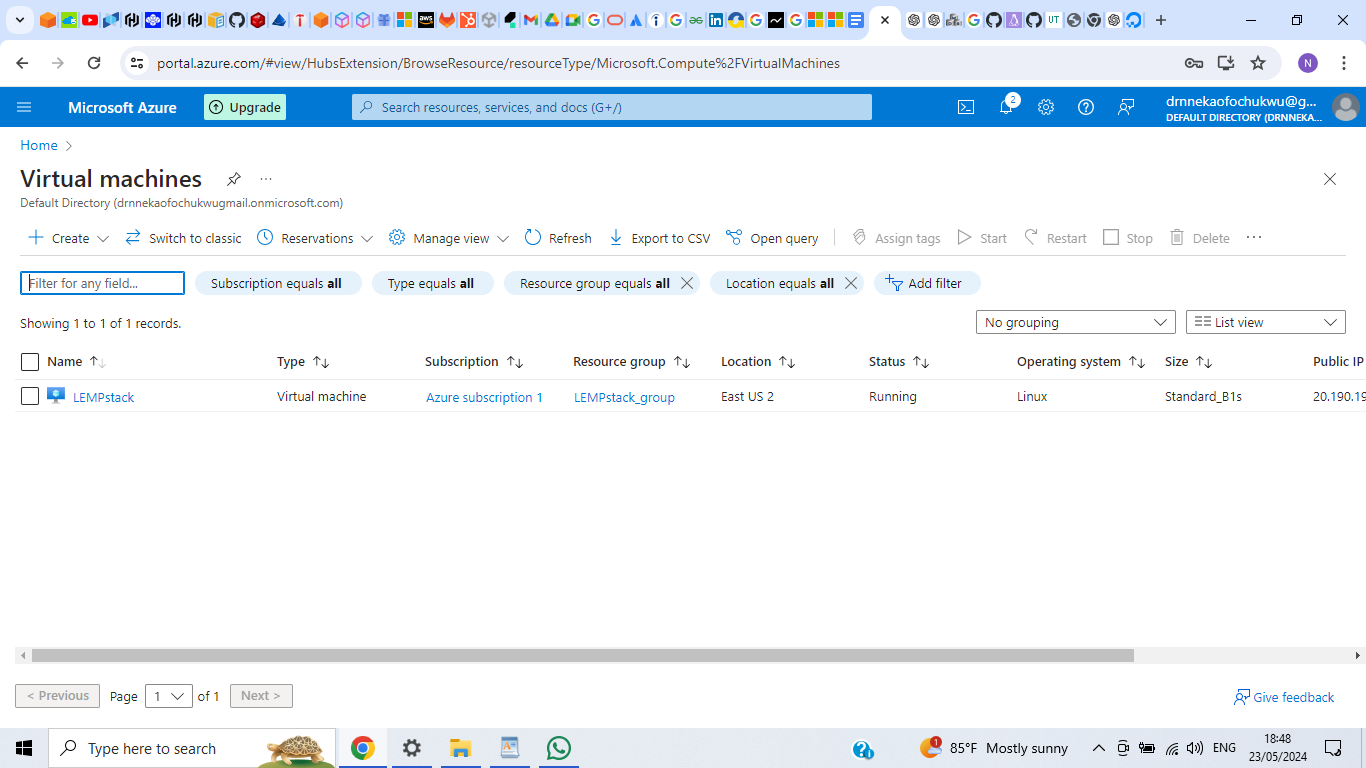 portal.azure.com/#view/HubsExtension/BrowseResource/resourceType/Microsoft.Compute%2FVirtualMachines
N
Microsoft Azure
Upgrade
Search resources, services, and docs (G+/)
2
drnnekaofochukwu@g...
DEFAULT DIRECTORY (DRNNEKA...
Home
Virtual machines
Default Directory (drnnekaofochukwugmail.onmicrosoft.com)
Create Switch to classic Reservations Manage view Refresh Export to CSV Open query Assign tags Start Restart Stop Delete
Filter for any field... Subscription equals all Type equals all Resource group equals all Location equals all Add filter
Showing 1 to 1 of 1 records. No grouping List view
Name Type Subscription Resource group Location Status Operating system Size Public IP
LEMPstack Virtual machine Azure subscription 1 LEMPstack_group East US 2 Running Linux Standard_B1s 20.190.19
< Previous Page 1 of 1 Next > Give feedback
Type here to search 1 85°F Mostly sunny ENG 18:48
23/05/2024